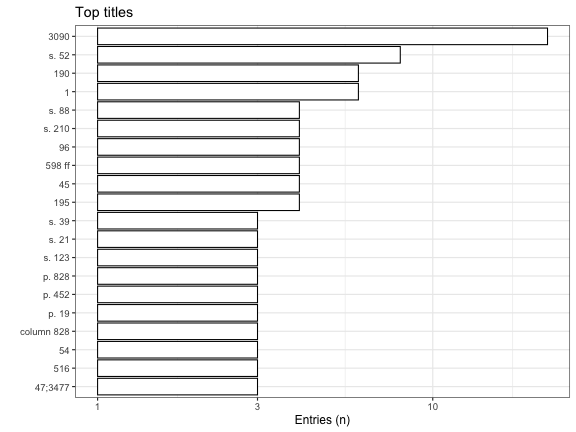 Top titles
3090
s. 52
190
1
s. 88
s. 210
96
598 ff
45
195
s. 39
s. 21
s. 123
p. 828
p. 452
p. 19
column 828
54
516
47;3477
1
3
10
Entries (n)